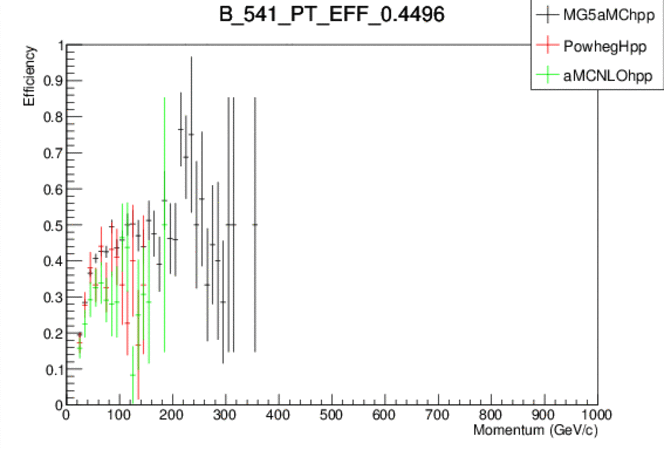 B_541_PT_EFF_0.4496
MG5aMChpp
PowhegHpp
aMCNLOhpp
Efficiency
1
0.9
0.8
0.7
0.6
0.5
0.4
0.3
0.2
0.1
0
0 100 200 300 400 500 600 700 800 900 1000
Momentum (GeV/c)